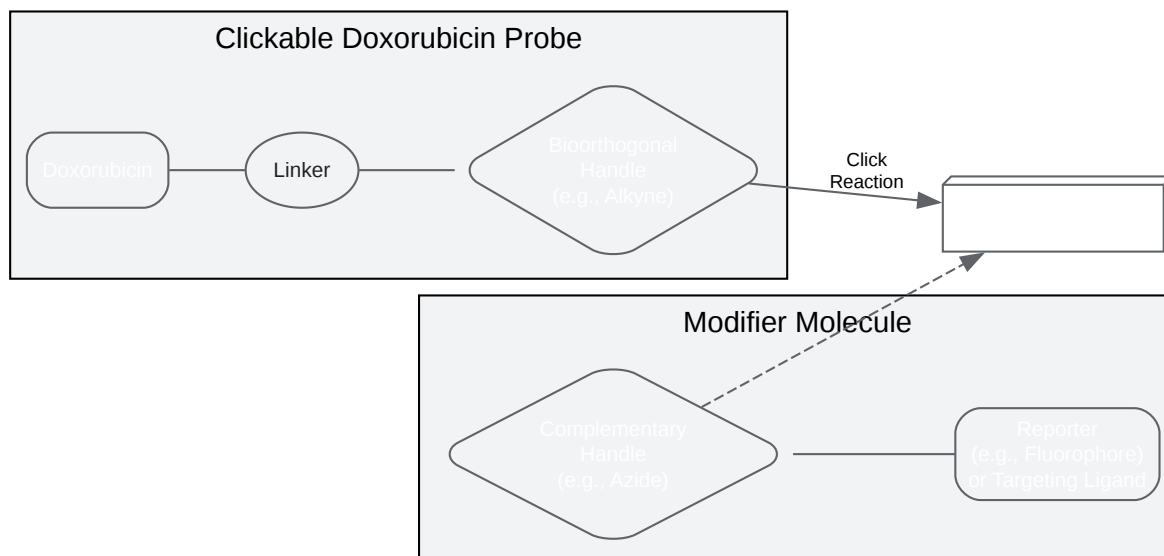 Clickable Doxorubicin Probe
Doxorubicin
Linker
Bioorthogonal
Handle
(e.g., Alkyne)
Click
Reaction
Modifier Molecule
Complementary
Handle
(e.g., Azide)
Reporter
(e.g., Fluorophore)
or Targeting Ligand